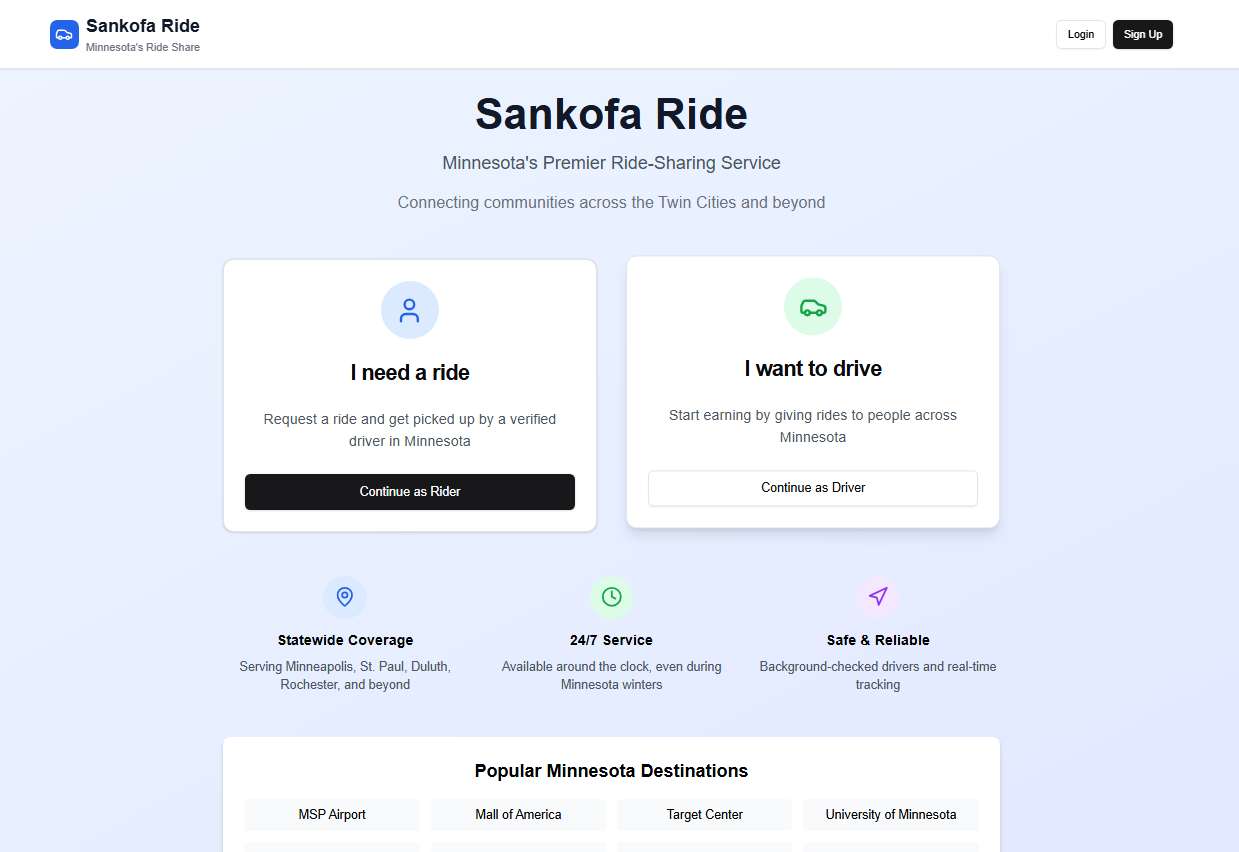 Sankofa Ride
Minnesota's Ride Share
Login
Sign Up
Sankofa Ride
Minnesota's Premier Ride-Sharing Service
Connecting communities across the Twin Cities and beyond
I need a ride
Request a ride and get picked up by a verified
driver in Minnesota
Continue as Rider
I want to drive
Start earning by giving rides to people across
Minnesota
Continue as Driver
Statewide Coverage
Serving Minneapolis, St. Paul, Duluth,
Rochester, and beyond
24/7 Service
Available around the clock, even during
Minnesota winters
Safe & Reliable
Background-checked drivers and real-time
tracking
Popular Minnesota Destinations
MSP Airport
Mall of America
Target Center
University of Minnesota